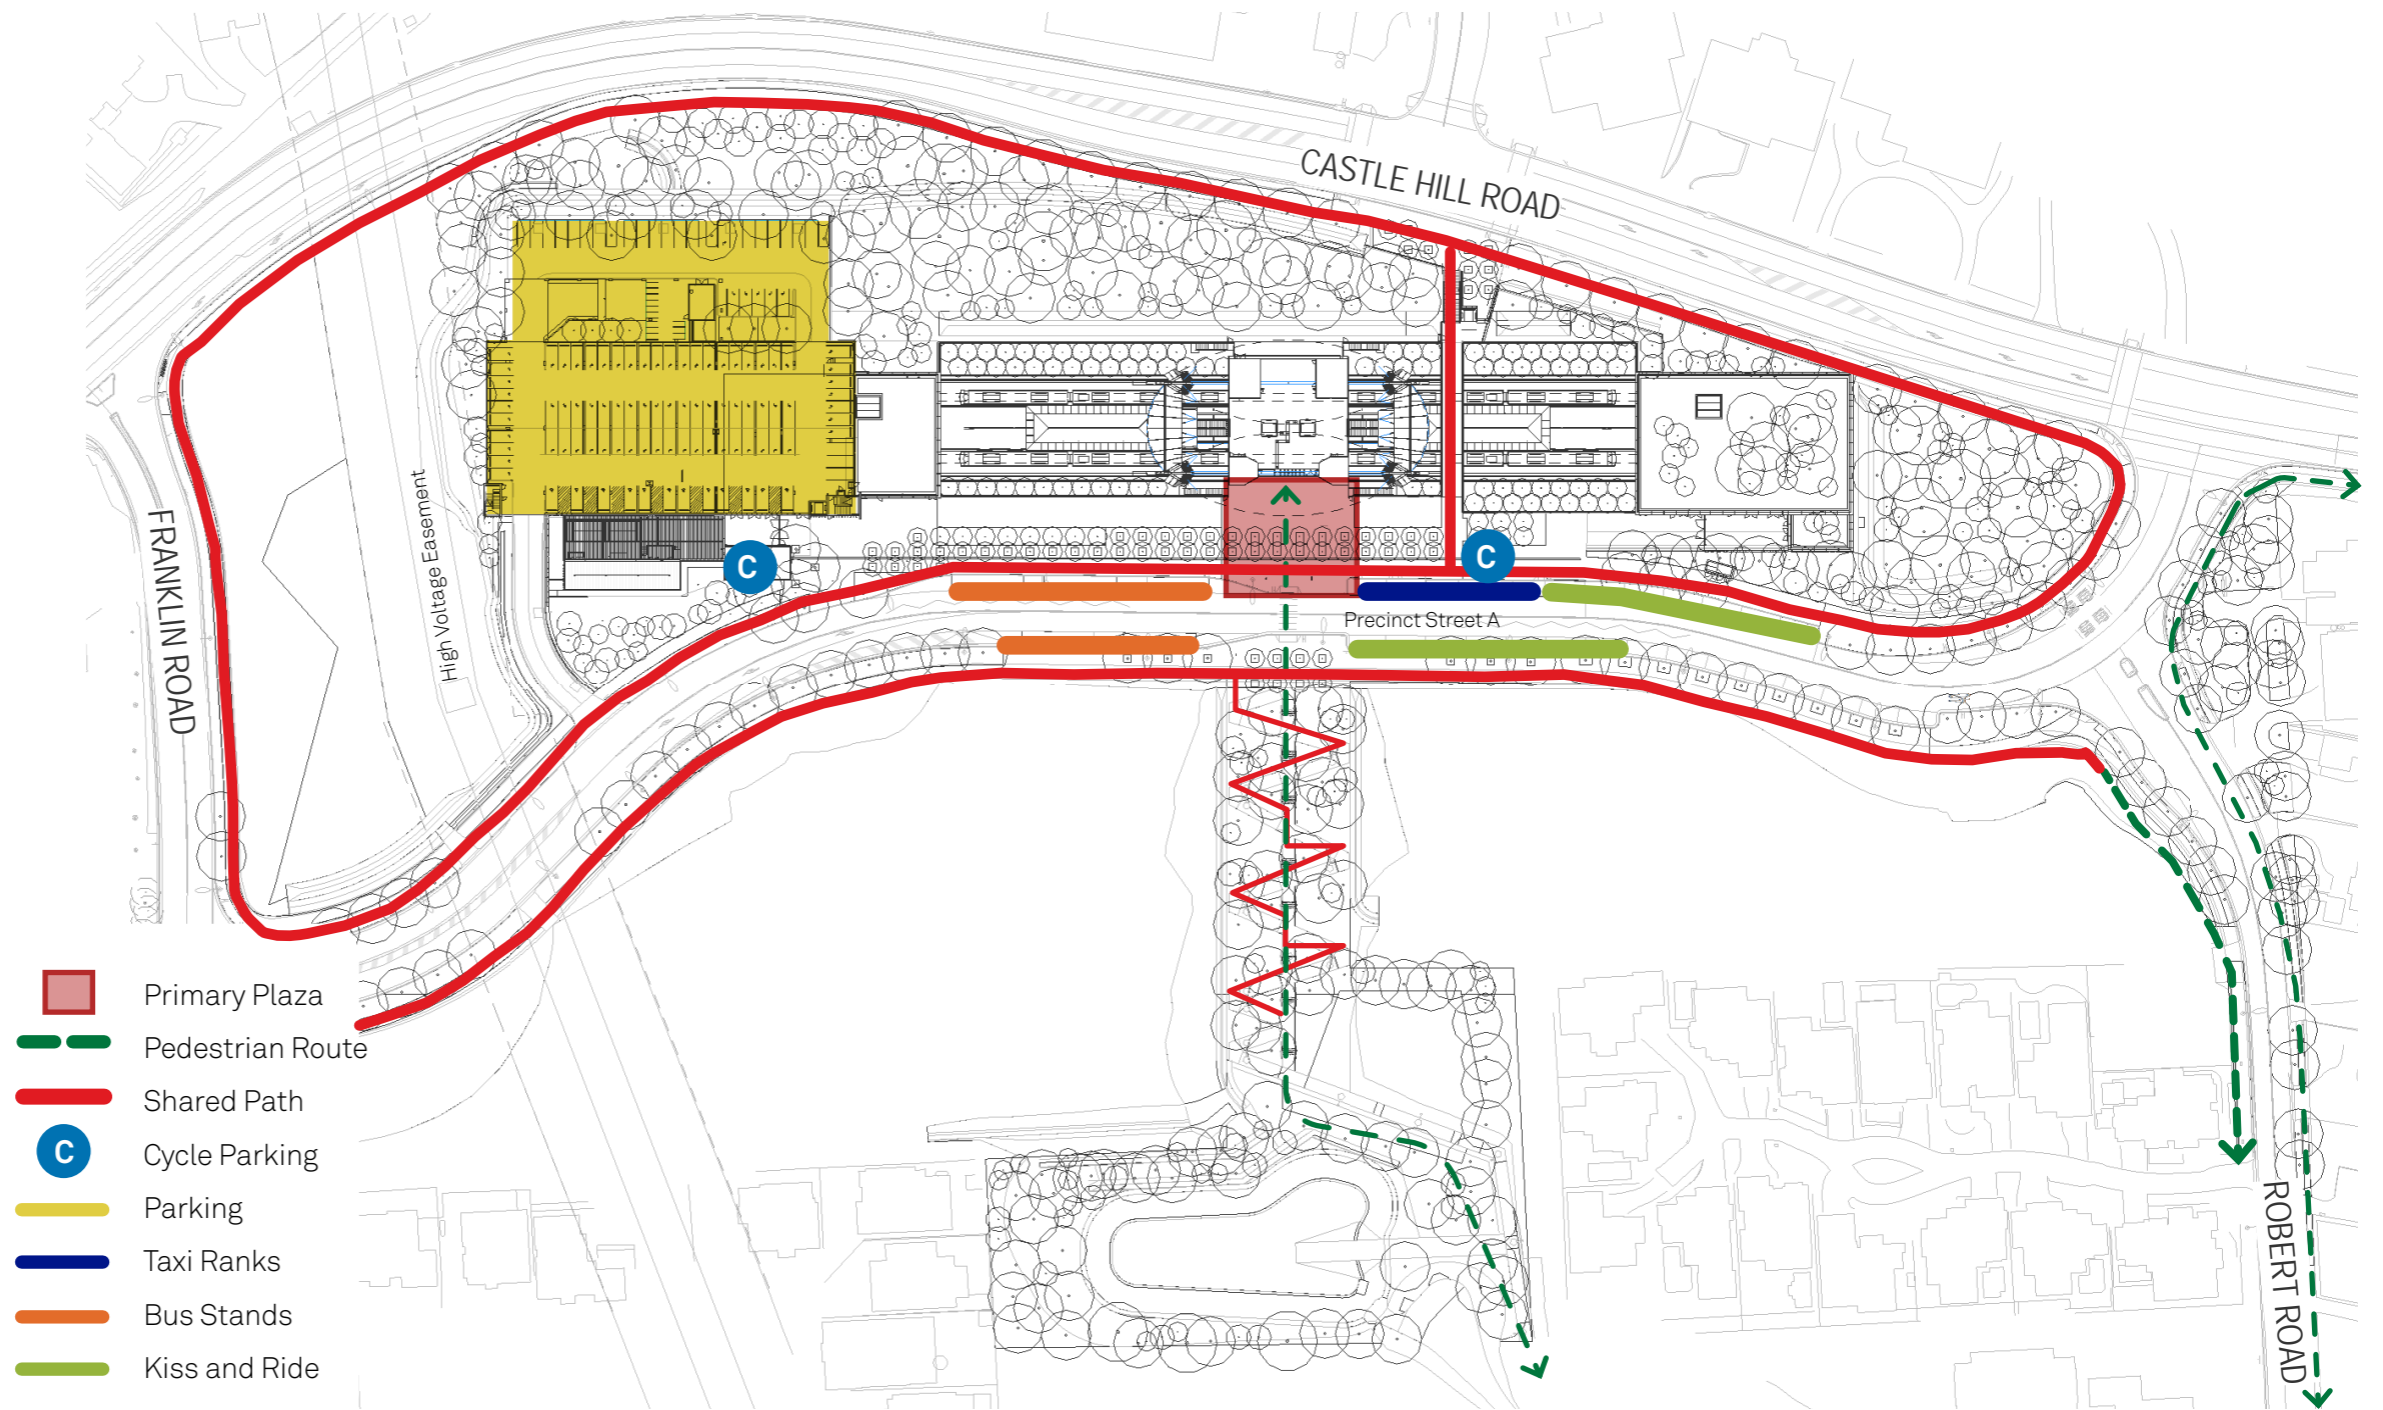 CASTLE HILL ROAD
FRANKLIN ROAD
High Voltage Easement
C
C
Precinct Street A
ROBERT ROAD
Primary Plaza
Pedestrian Route
Shared Path
C
Cycle Parking
Parking
Taxi Ranks
Bus Stands
Kiss and Ride